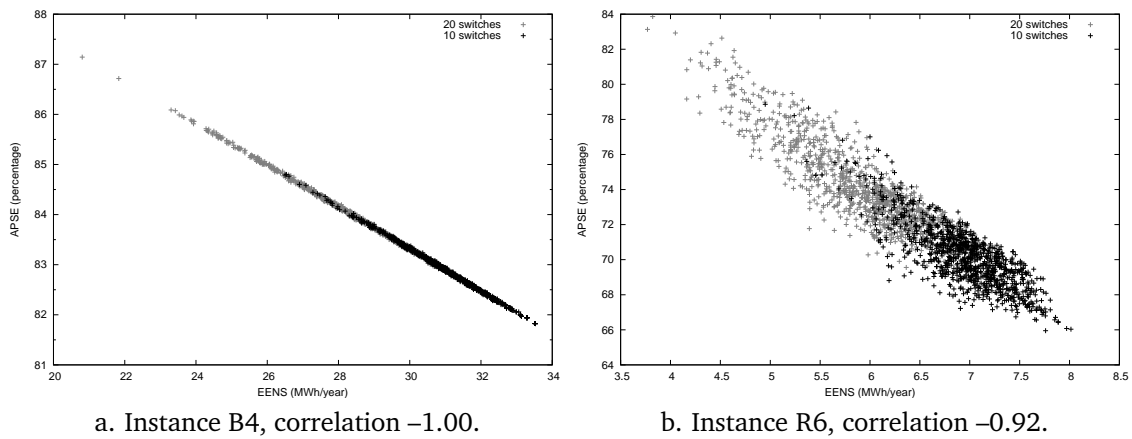 88
87
86
85
84
83
82
81
APSE (percentage)
20 22 24 26 28 30 32 34
EENS (MWh/year)
20 switches
10 switches
a. Instance B4, correlation –1.00.
84
82
80
78
76
74
72
70
68
66
64
APSE (percentage)
3.5 4 4.5 5 5.5 6 6.5 7 7.5 8 8.5
EENS (MWh/year)
20 switches
10 switches
b. Instance R6, correlation –0.92.